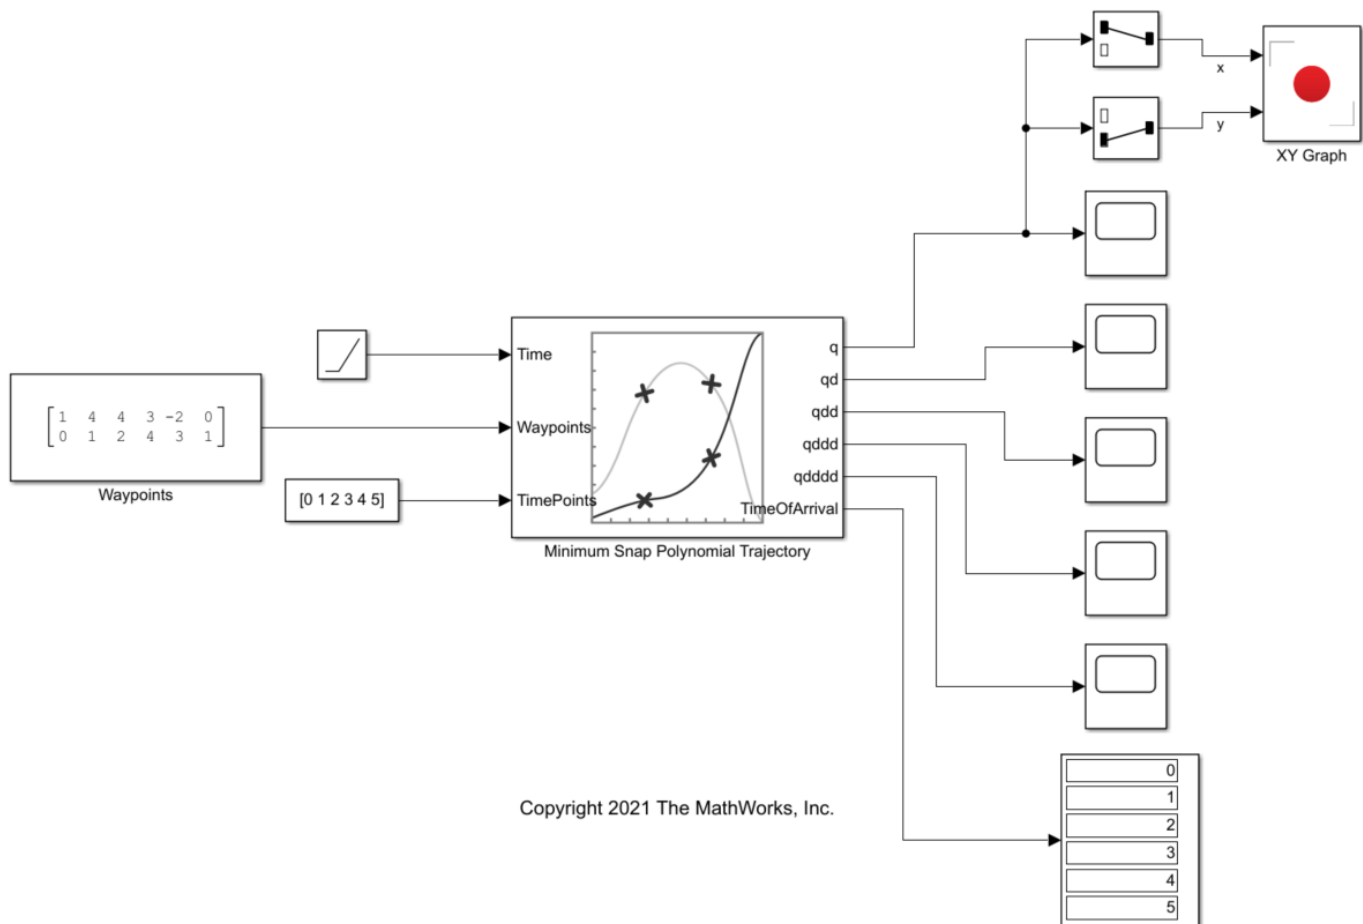 x
y
XY Graph
Time
Waypoints
TimePoints
q
qd
qdd
qddd
qdddd
TimeOfArrival
1 4 4 3 -2 0
0 1 2 4 3 1
Waypoints
[0 1 2 3 4 5]
Minimum Snap Polynomial Trajectory
Copyright 2021 The MathWorks, Inc.
0
1
2
3
4
5